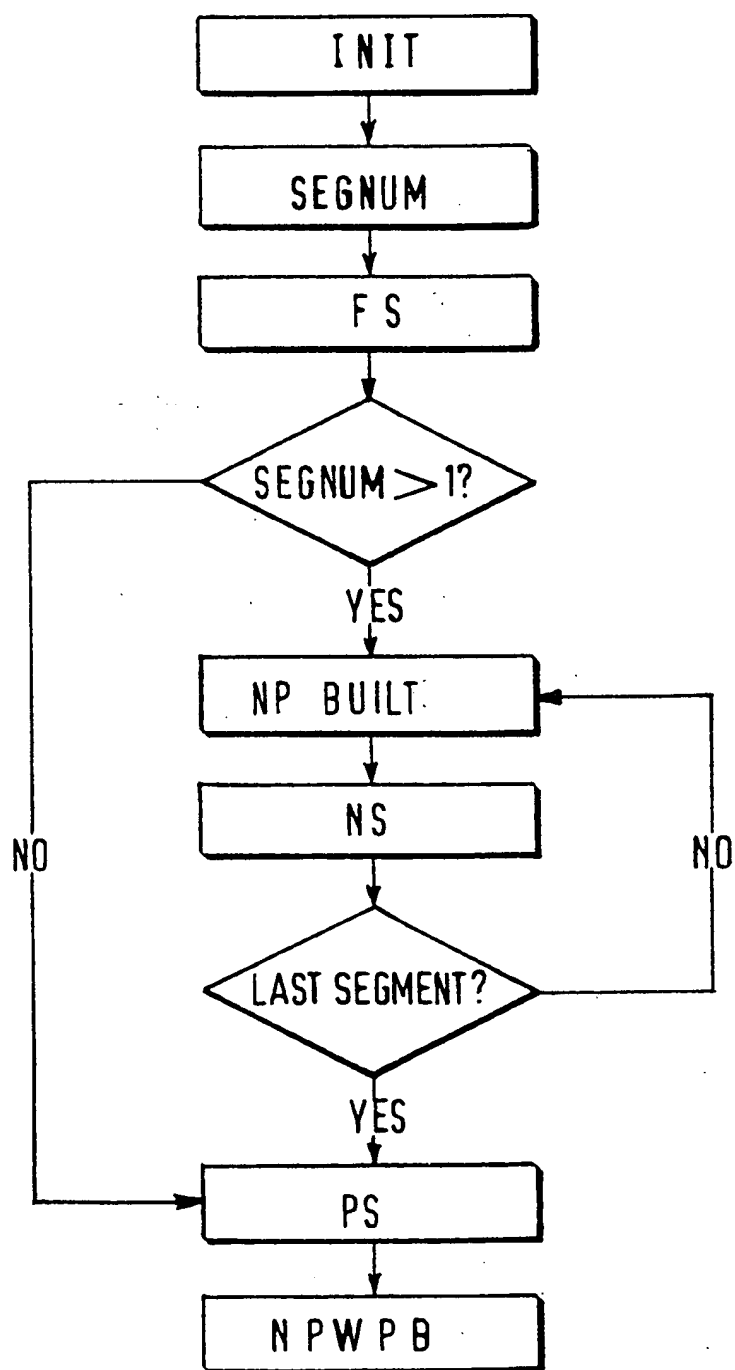 INIT
SEGNUM
FS
SEGNUM > 1?
YES
NP BUILT
NS
NO
NO
LAST SEGMENT?
YES
PS
NPWPB